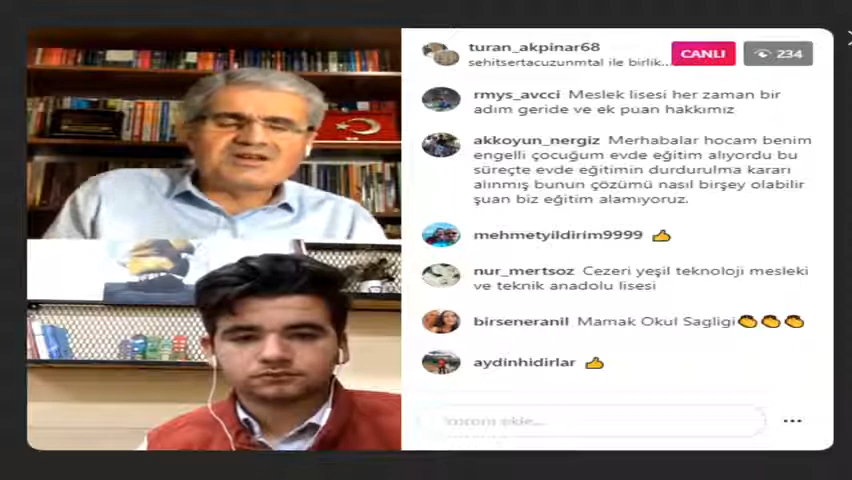 turan_akpinar68
sehitsertacuzunmtal ile birlik...
CANLI
234
rmys_avcci Meslek lisesi her zaman bir
adım geride ve ek puan hakkımız
akkoyun_nergiz Merhabalar hocam benim
engelli çocuğum evde eğitim alıyordu bu
süreçte evde eğitimin durdurulma kararı
alınmış bunun çözümü nasıl birşey olabilir
şuan biz eğitim alamıyoruz.
mehmetyildirim9999 👍
nur_mertsoz Cezeri yeşil teknoloji mesleki
ve teknik anadolu lisesi
birseneranil Mamak Okul Sagligi👏👏👏
aydinhidirlar 👍
Yorum ekle...